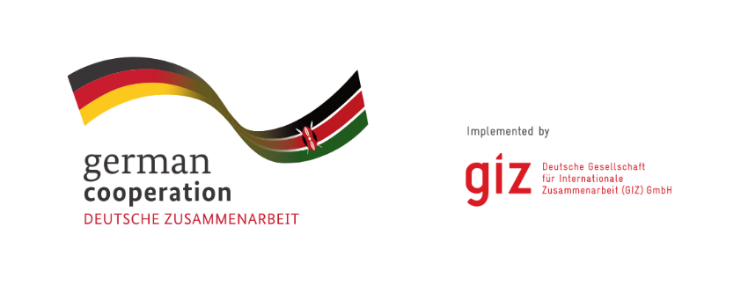 german
cooperation
DEUTSCHE ZUSAMMENARBEIT
Implemented by
giz
Deutsche Gesellschaft
für Internationale
Zusammenarbeit (GIZ) GmbH